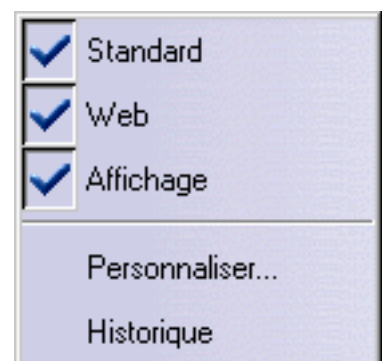 Standard
Web
Affichage
Personnaliser...
Historique